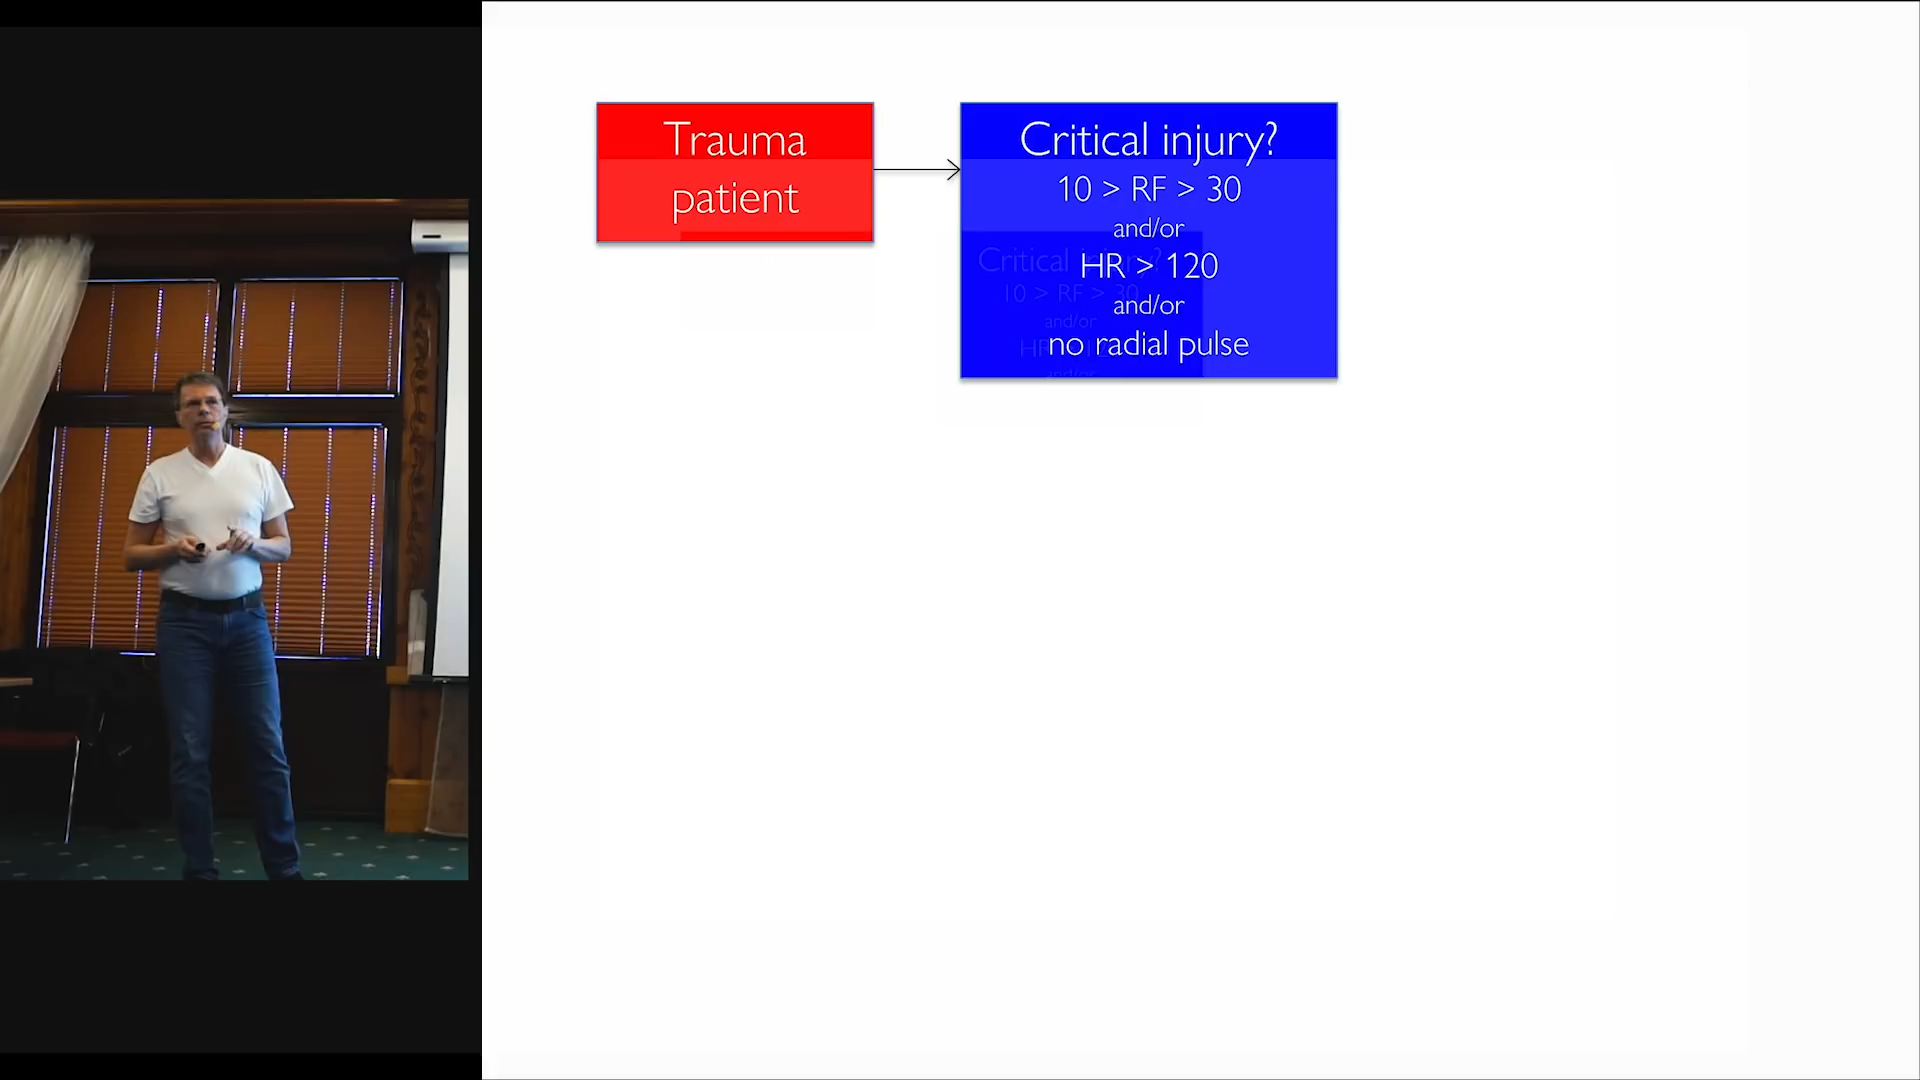 Trauma
patient
Critical injury?
10 > RF > 30
and/or
HR > 120
and/or
no radial pulse